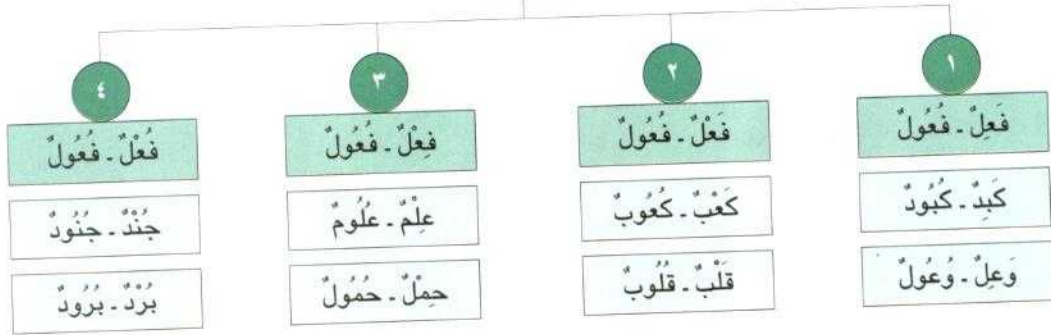 ١
فَعِلٌ ـ فُعُولٌ
كَبِدٌ ـ كُبُودٌ
وَعِلٌ ـ وُعُولٌ
٢
فَعْلٌ ـ فُعُولٌ
كَعْبٌ ـ كُعُوبٌ
قَلْبٌ ـ قُلُوبٌ
٣
فِعْلٌ ـ فُعُولٌ
عِلْمٌ ـ عُلُومٌ
حِمْلٌ ـ حُمُولٌ
٤
فُعْلٌ ـ فُعُولٌ
جُنْدٌ ـ جُنُودٌ
بُرْدٌ ـ بُرُودٌ